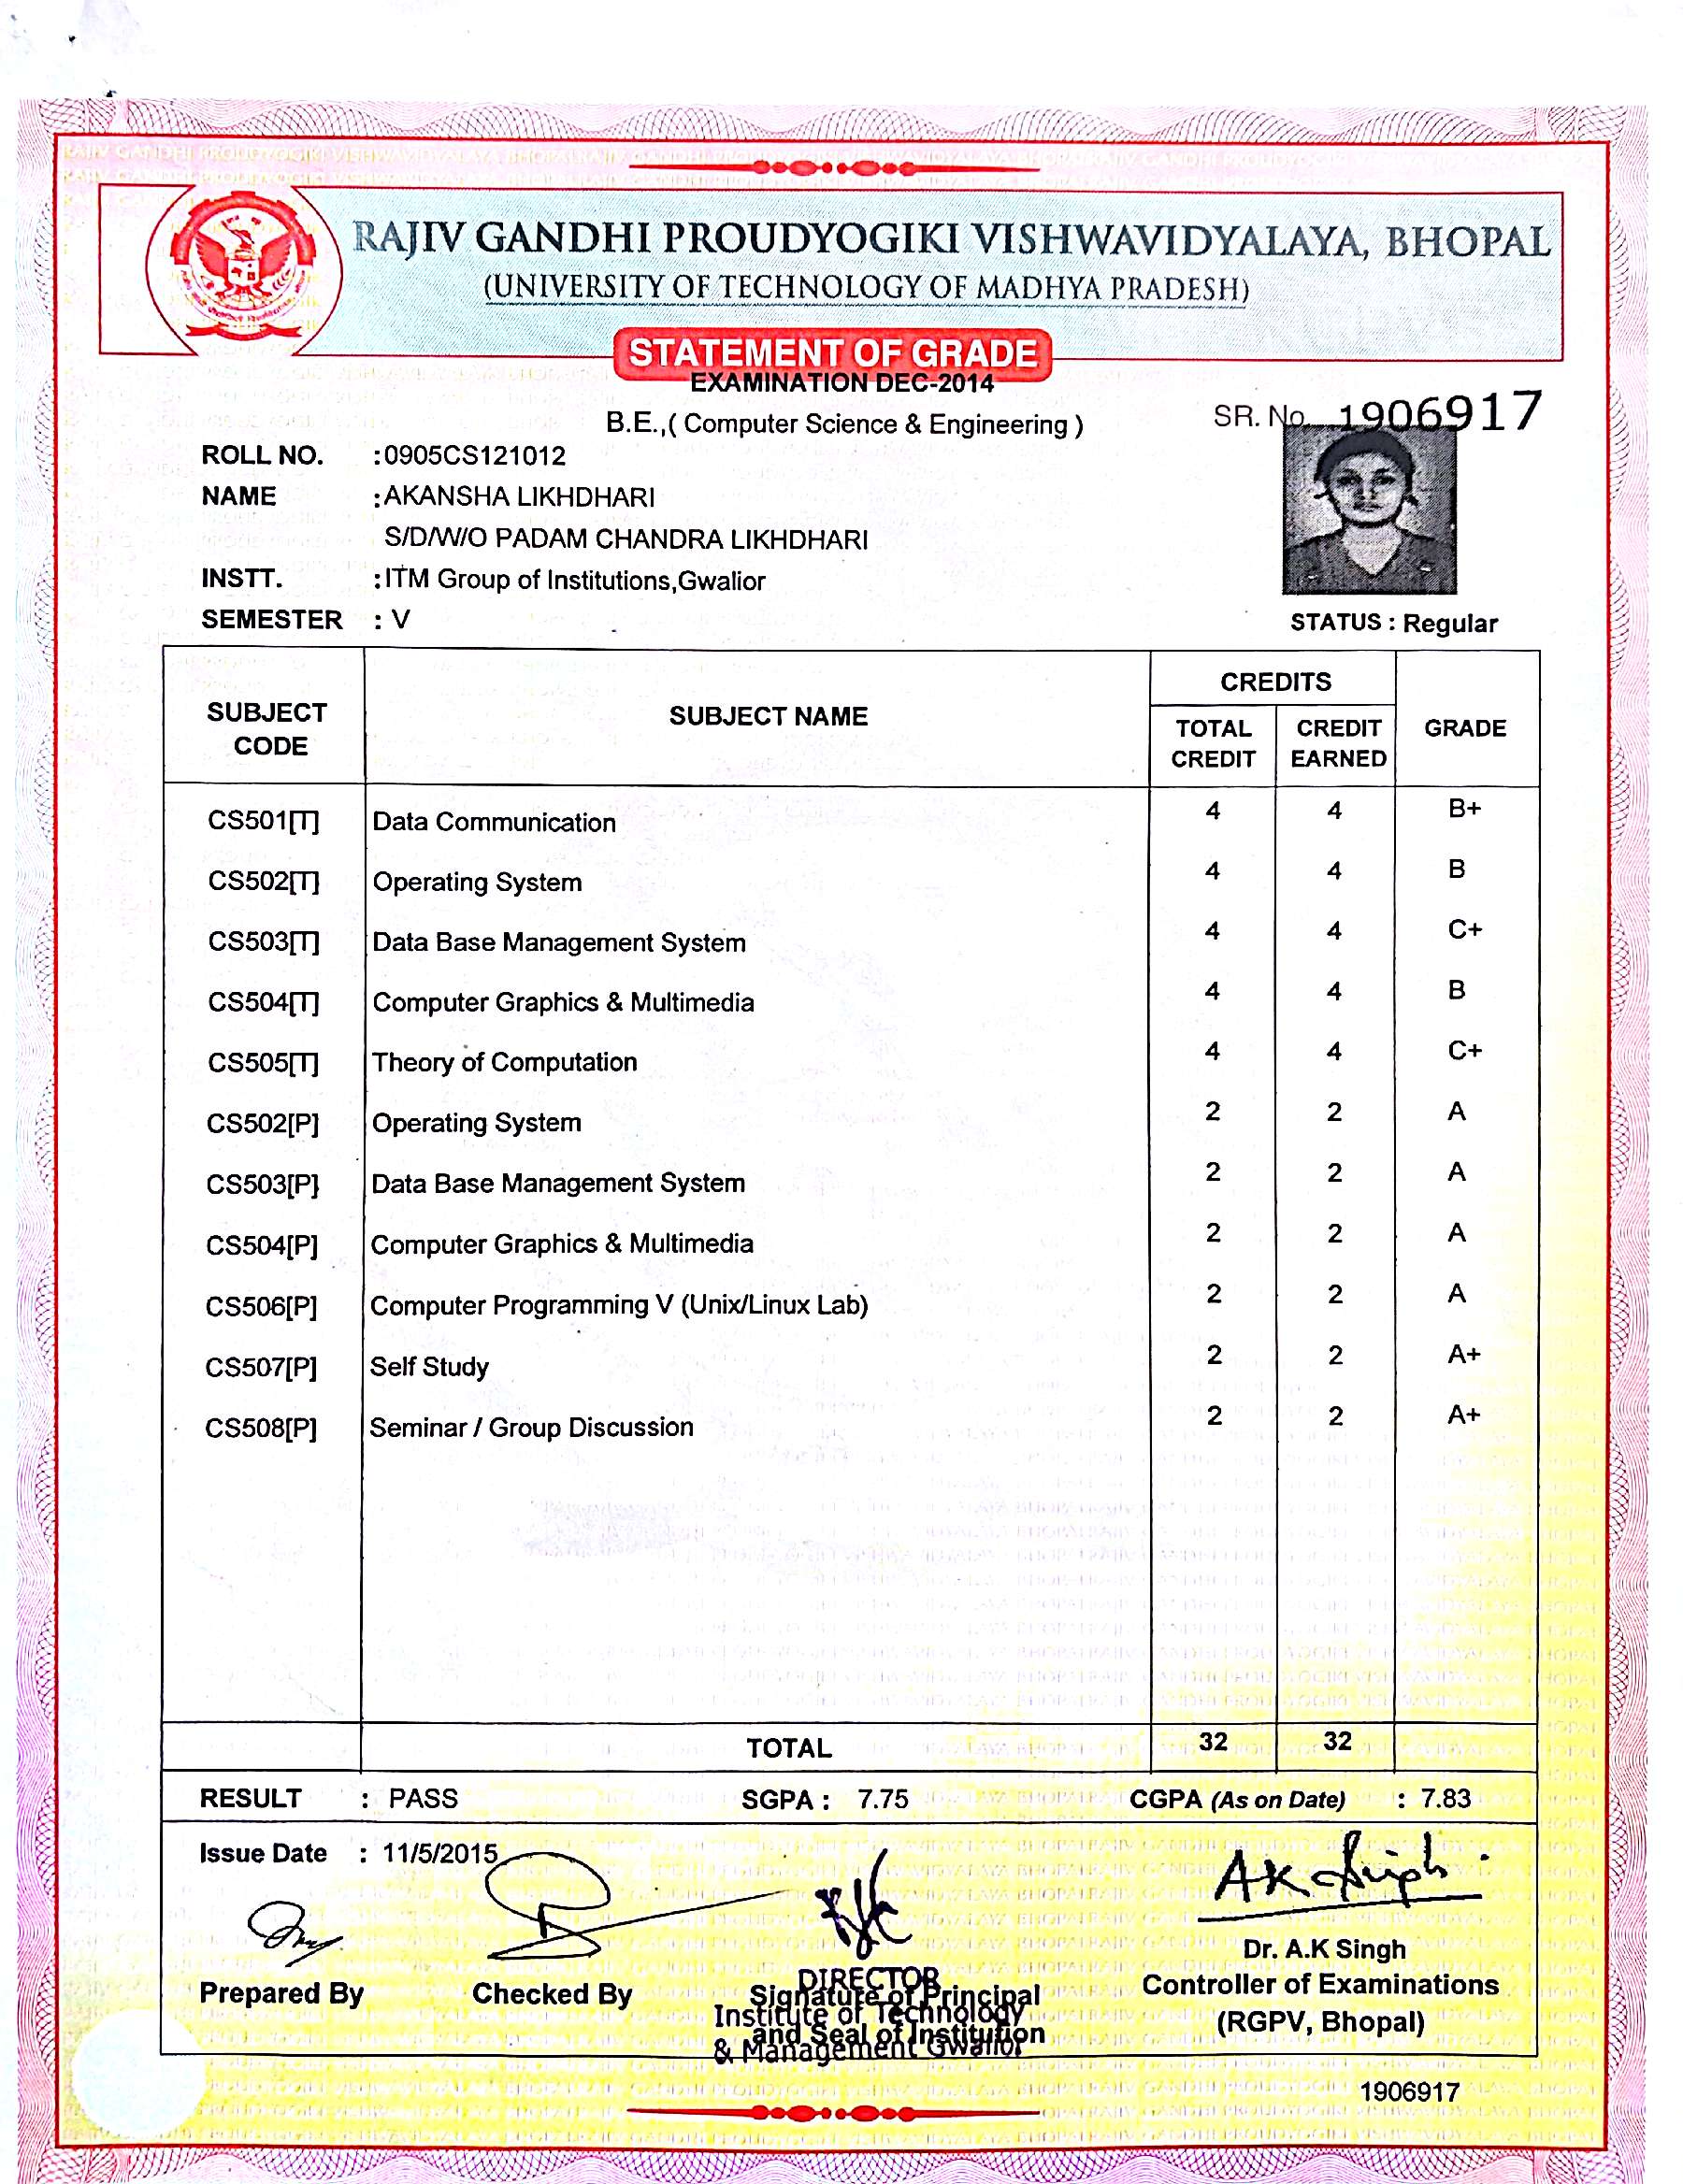 RAJIV GANDHI PROUDYOGIKI VISHWAVIDYALAYA, BHOPAL
(UNIVERSITY OF TECHNOLOGY OF MADHYA PRADESH)
STATEMENT OF GRADE
EXAMINATION DEC-2014
B.E.,( Computer Science & Engineering )
SR. No. 1906917
ROLL NO. :0905CS121012
NAME :AKANSHA LIKHDHARI
S/D/W/O PADAM CHANDRA LIKHDHARI
INSTT. :ITM Group of Institutions,Gwalior
SEMESTER : V
STATUS : Regular
SUBJECT CODE SUBJECT NAME CREDITS GRADE
TOTAL CREDIT CREDIT EARNED
CS501[T] Data Communication 4 4 B+
CS502[T] Operating System 4 4 B
CS503[T] Data Base Management System 4 4 C+
CS504[T] Computer Graphics & Multimedia 4 4 B
CS505[T] Theory of Computation 4 4 C+
CS502[P] Operating System 2 2 A
CS503[P] Data Base Management System 2 2 A
CS504[P] Computer Graphics & Multimedia 2 2 A
CS506[P] Computer Programming V (Unix/Linux Lab) 2 2 A
CS507[P] Self Study 2 2 A+
CS508[P] Seminar / Group Discussion 2 2 A+
TOTAL 32 32
RESULT : PASS SGPA : 7.75 CGPA (As on Date) : 7.83
Issue Date : 11/5/2015
AK Singh
Dr. A.K Singh
Prepared By Checked By
DIRECTOR
Signature of Principal
Institute of Technology
and Seal of Institution
& Management Gwalior
Controller of Examinations
(RGPV, Bhopal)
1906917